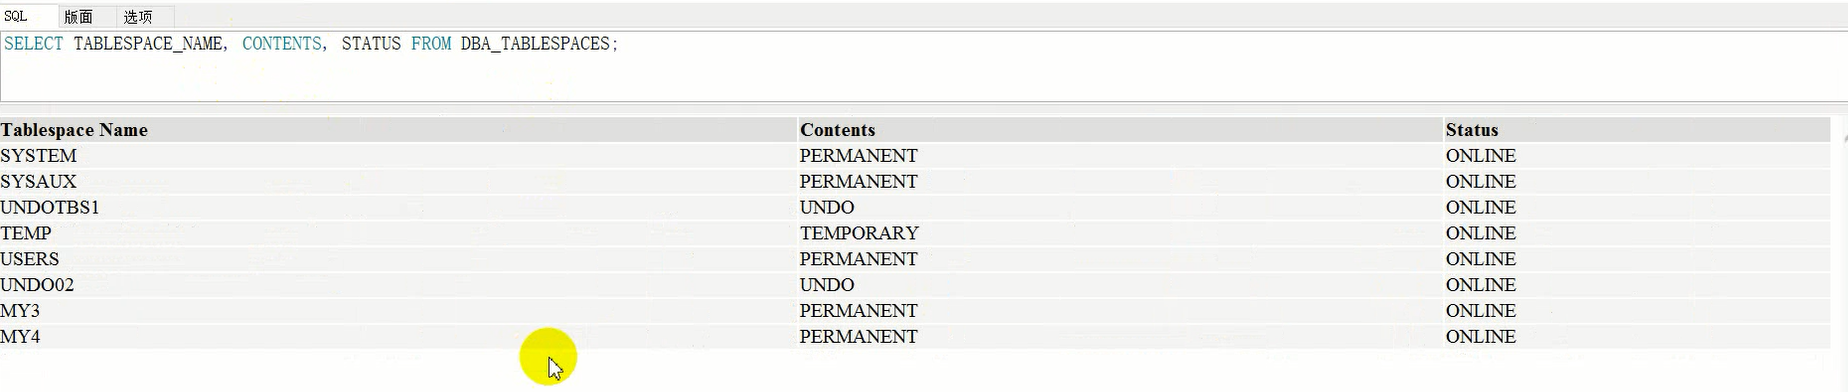 SQL 版面 选项
SELECT TABLESPACE_NAME, CONTENTS, STATUS FROM DBA_TABLESPACES;
Tablespace Name Contents Status
SYSTEM PERMANENT ONLINE
SYSAUX PERMANENT ONLINE
UNDOTBS1 UNDO ONLINE
TEMP TEMPORARY ONLINE
USERS PERMANENT ONLINE
UNDO02 UNDO ONLINE
MY3 PERMANENT ONLINE
MY4 PERMANENT ONLINE